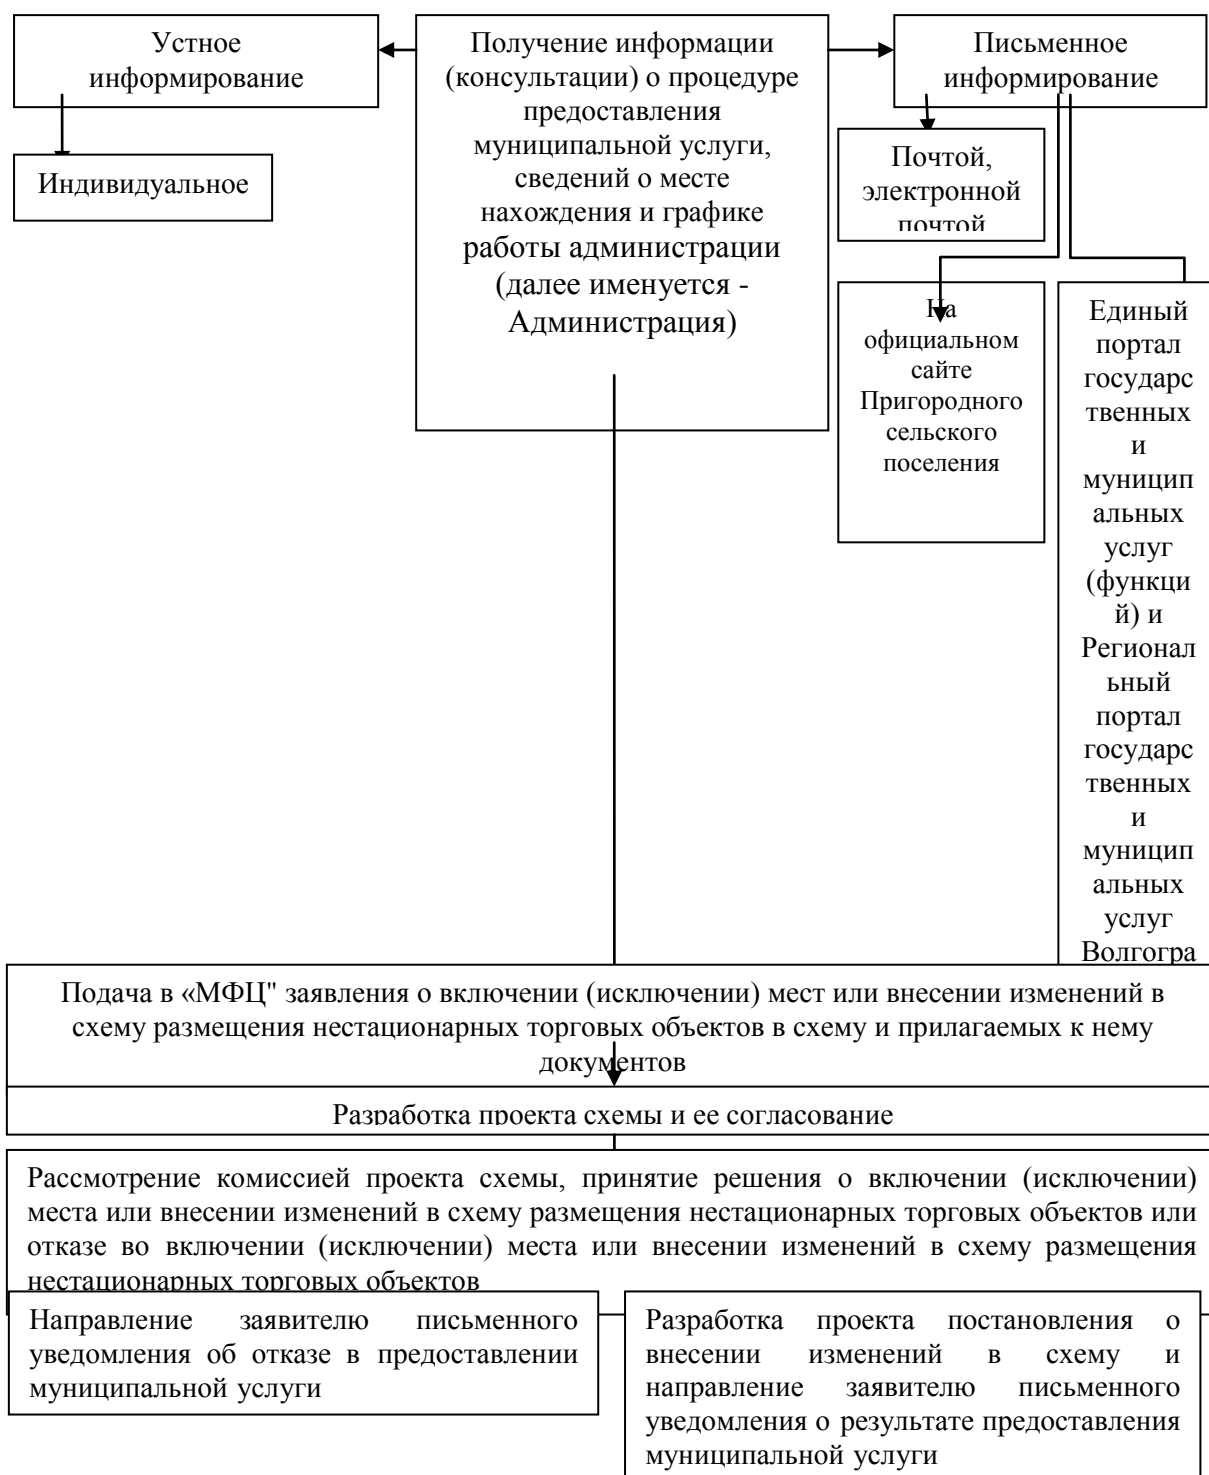 Устное
информирование
Получение информации
(консультации) о процедуре
предоставления
муниципальной услуги,
сведений о месте
нахождения и графике
работы администрации
(далее именуется -
Администрация)
Письменное
информирование
Индивидуальное
Почтой,
электронной
почтой
На
официальном
сайте
Пригородного
сельского
поселения
Единый
портал
государс
твенных
и
муницип
альных
услуг
(функци
й) и
Регионал
ьный
портал
государс
твенных
и
муницип
альных
услуг
Волгогра
Подача в «МФЦ" заявления о включении (исключении) мест или внесении изменений в
схему размещения нестационарных торговых объектов в схему и прилагаемых к нему
документов
Разработка проекта схемы и ее согласование
Рассмотрение комиссией проекта схемы, принятие решения о включении (исключении)
места или внесении изменений в схему размещения нестационарных торговых объектов или
отказе во включении (исключении) места или внесении изменений в схему размещения
нестационарных торговых объектов
Направление заявителю письменного
уведомления об отказе в предоставлении
муниципальной услуги
Разработка проекта постановления о
внесении изменений в схему и
направление заявителю письменного
уведомления о результате предоставления
муниципальной услуги